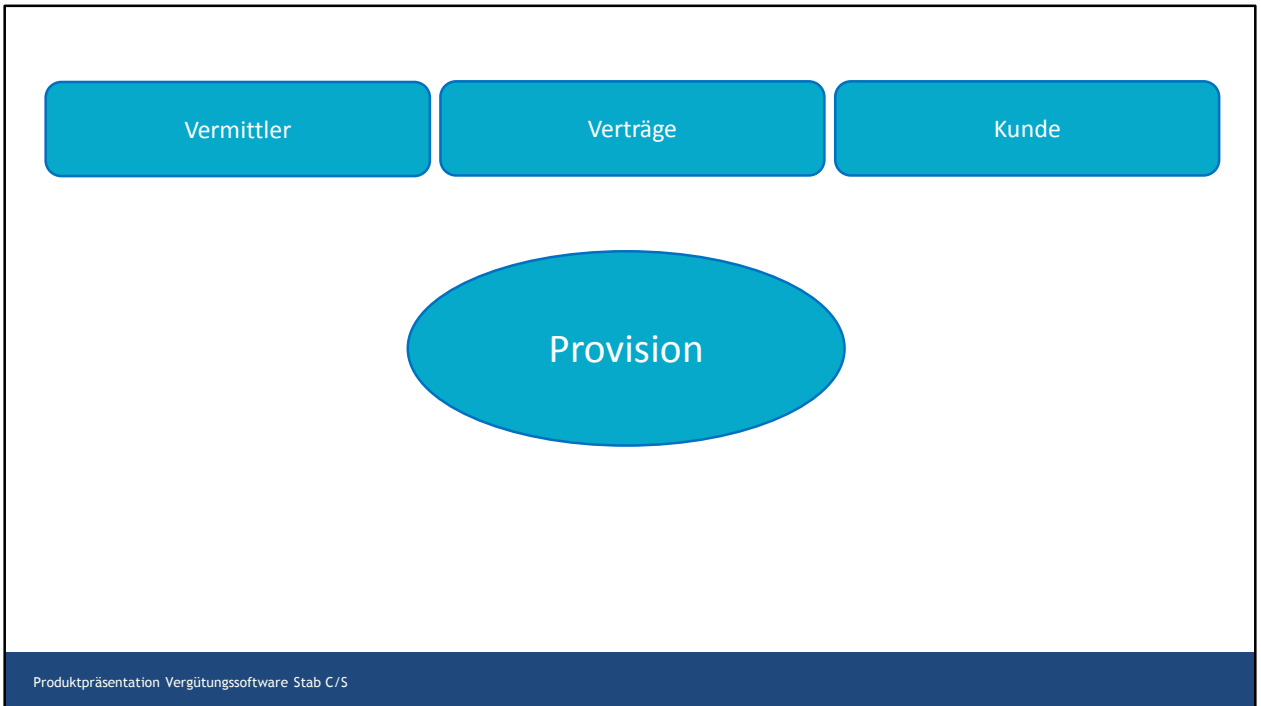 Vermittler
Verträge
Kunde
Provision
Produktpräsentation Vergütungssoftware Stab C/S